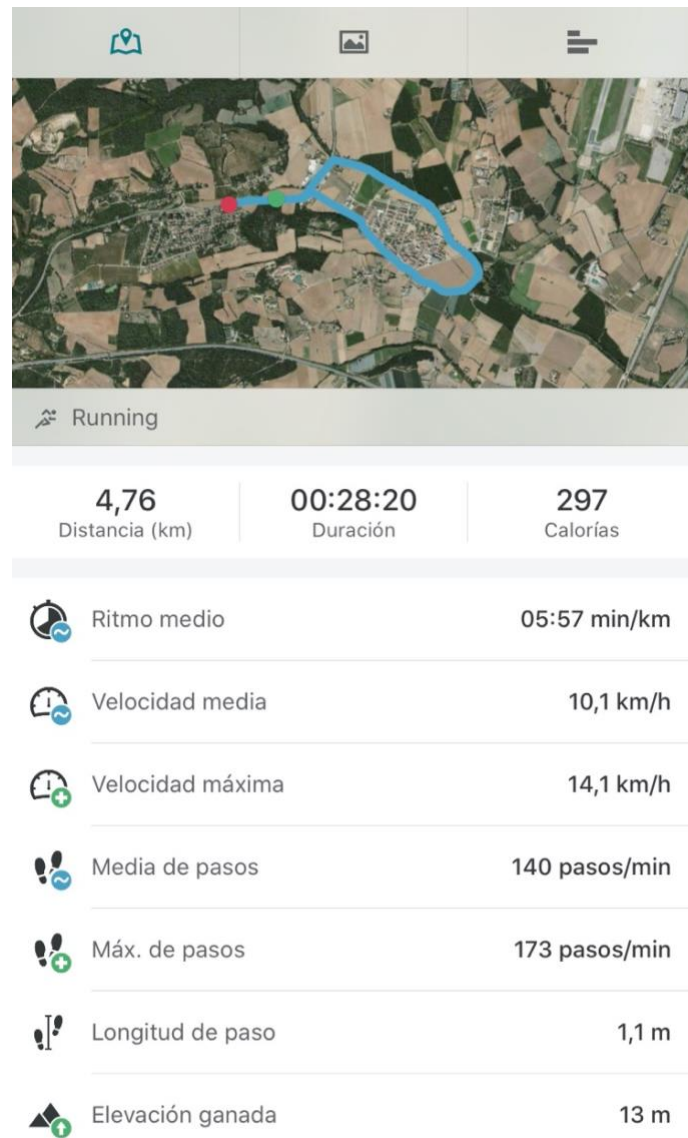 Running
4,76 00:28:20 297
Distancia (km) Duración Calorías
Ritmo medio 05:57 min/km
Velocidad media 10,1 km/h
Velocidad máxima 14,1 km/h
Media de pasos 140 pasos/min
Máx. de pasos 173 pasos/min
Longitud de paso 1,1 m
Elevación ganada 13 m